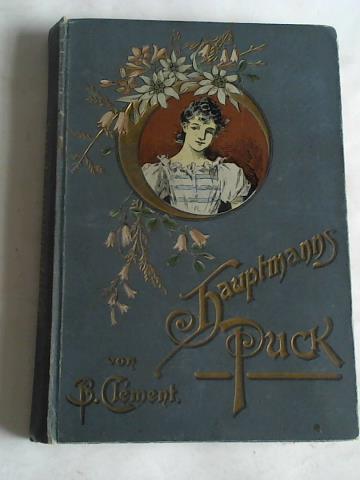 Hauptmanns
Puck
von
B. Clément.